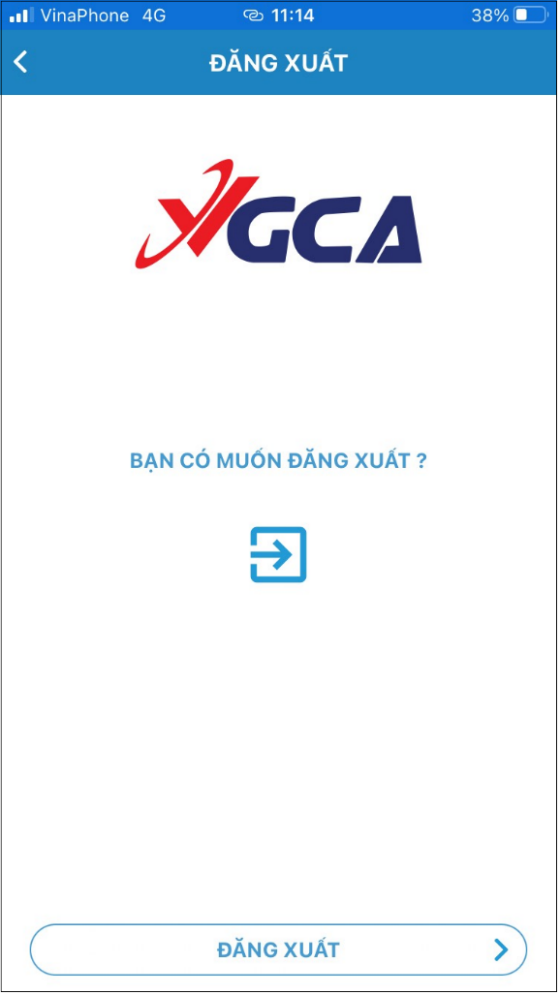 VinaPhone 4G 11:14 38%
ĐĂNG XUẤT
VGCA
BẠN CÓ MUỐN ĐĂNG XUẤT ?
ĐĂNG XUẤT